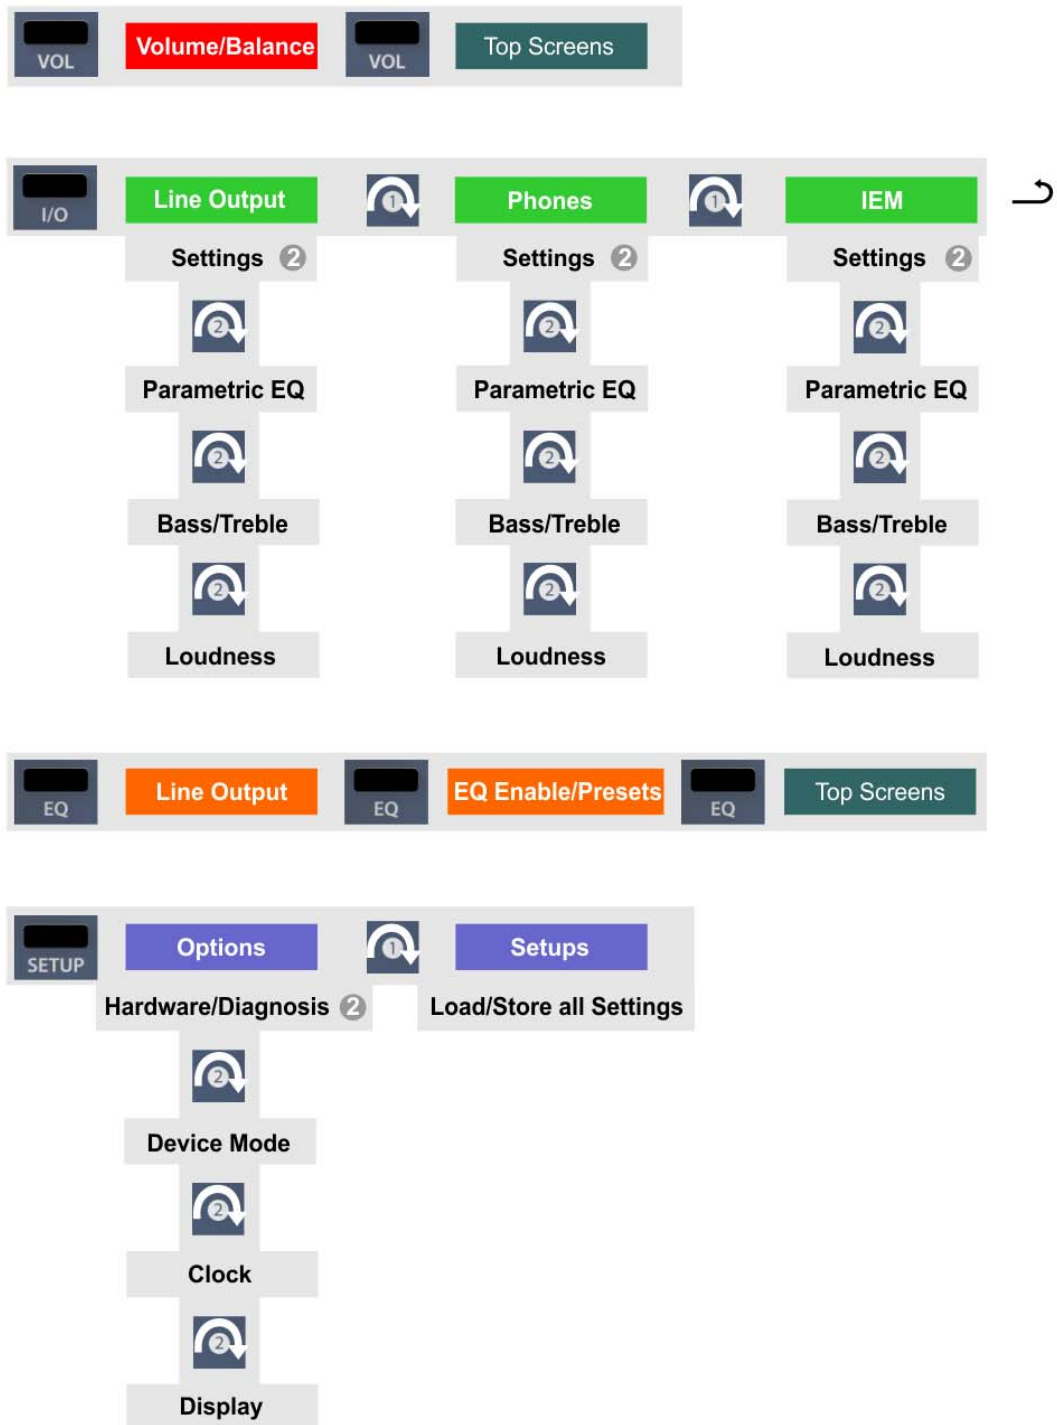 VOL Volume/Balance VOL Top Screens
I/O Line Output 1 Phones 1 IEM
Settings 2 Settings 2 Settings 2
2 2 2
Parametric EQ Parametric EQ Parametric EQ
2 2 2
Bass/Treble Bass/Treble Bass/Treble
2 2 2
Loudness Loudness Loudness
EQ Line Output EQ EQ Enable/Presets EQ Top Screens
SETUP Options 1 Setups
Hardware/Diagnosis 2 Load/Store all Settings
2
Device Mode
2
Clock
2
Display